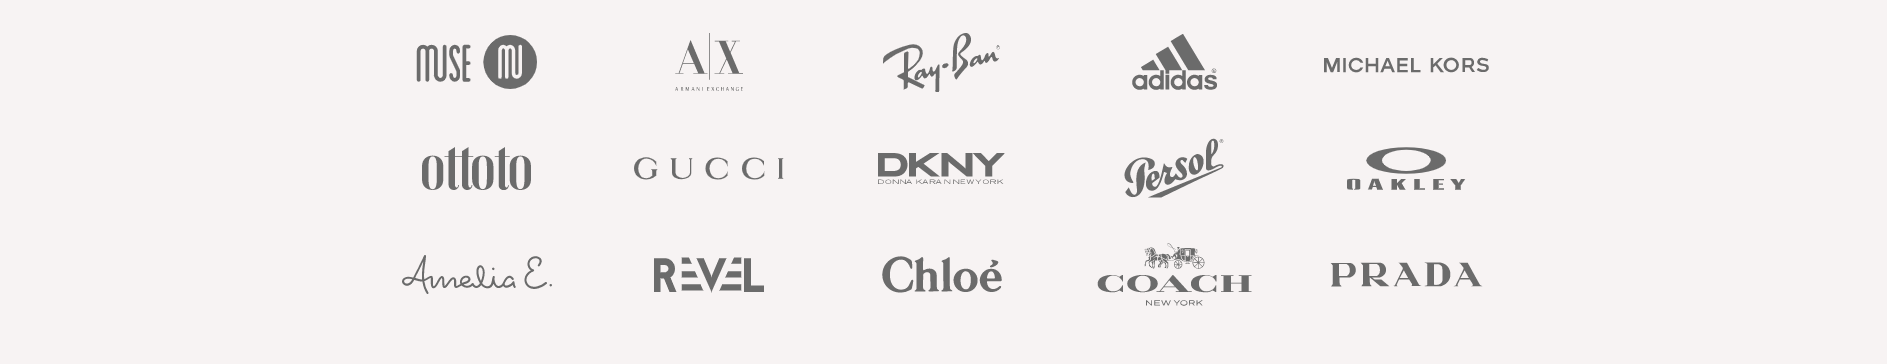 MUSE MU
A|X
ARMANI EXCHANGE
Ray-Ban®
adidas®
MICHAEL KORS
ottoto
GUCCI
DKNY
DONNA KARAN NEW YORK
Persol®
OAKLEY
Amelia E.
REVEL
Chloé
COACH
NEW YORK
PRADA